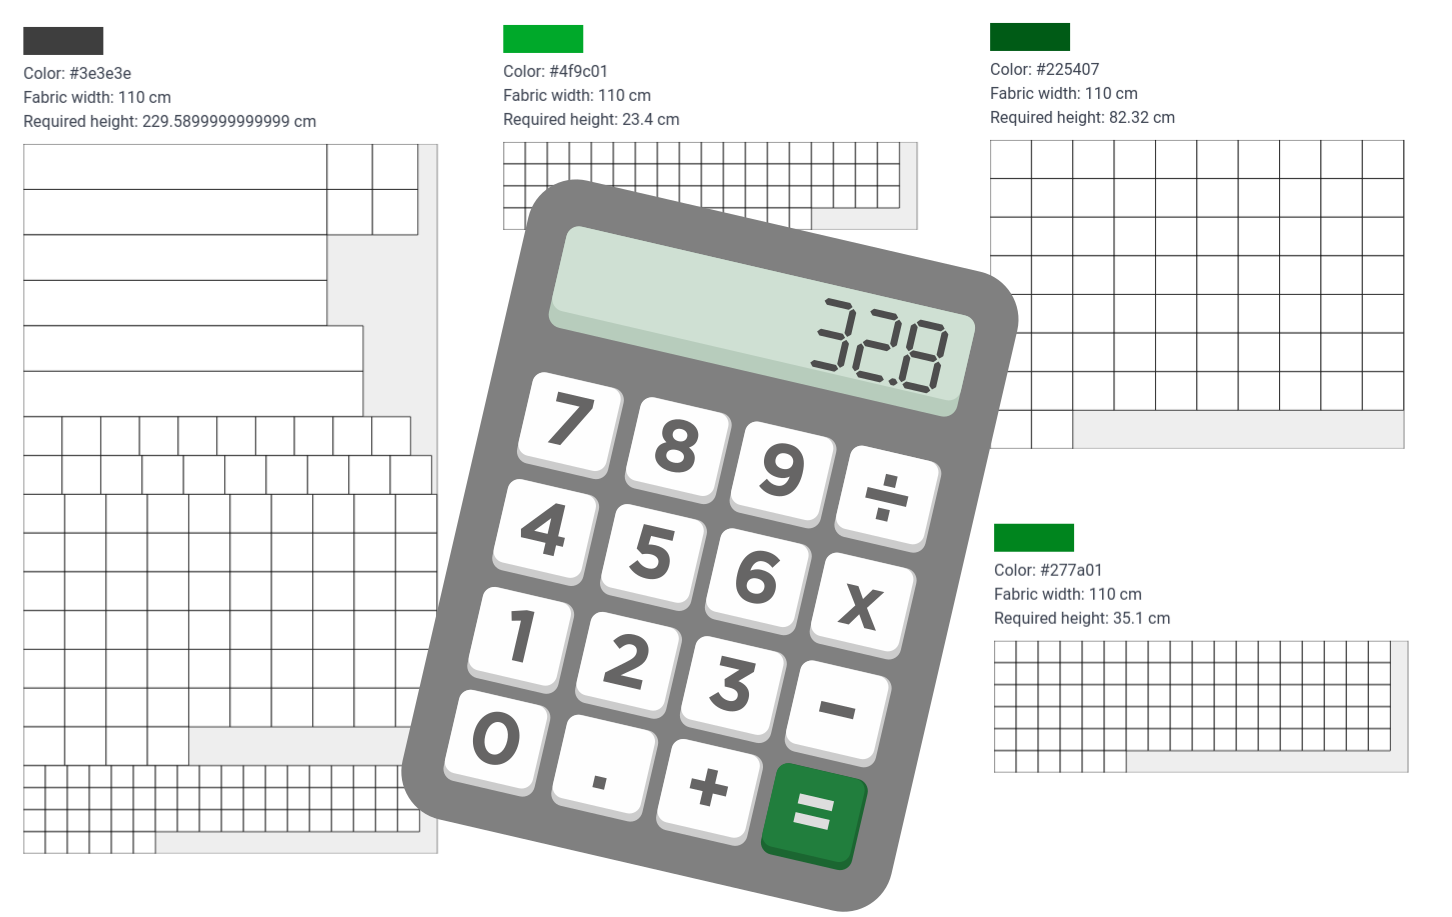 Color: #3e3e3e
Fabric width: 110 cm
Required height: 229.5899999999999 cm
Color: #4f9c01
Fabric width: 110 cm
Required height: 23.4 cm
Color: #225407
Fabric width: 110 cm
Required height: 82.32 cm
32.8
7 8 9 ÷
4 5 6 x
1 2 3 −
0 . + =
Color: #277a01
Fabric width: 110 cm
Required height: 35.1 cm